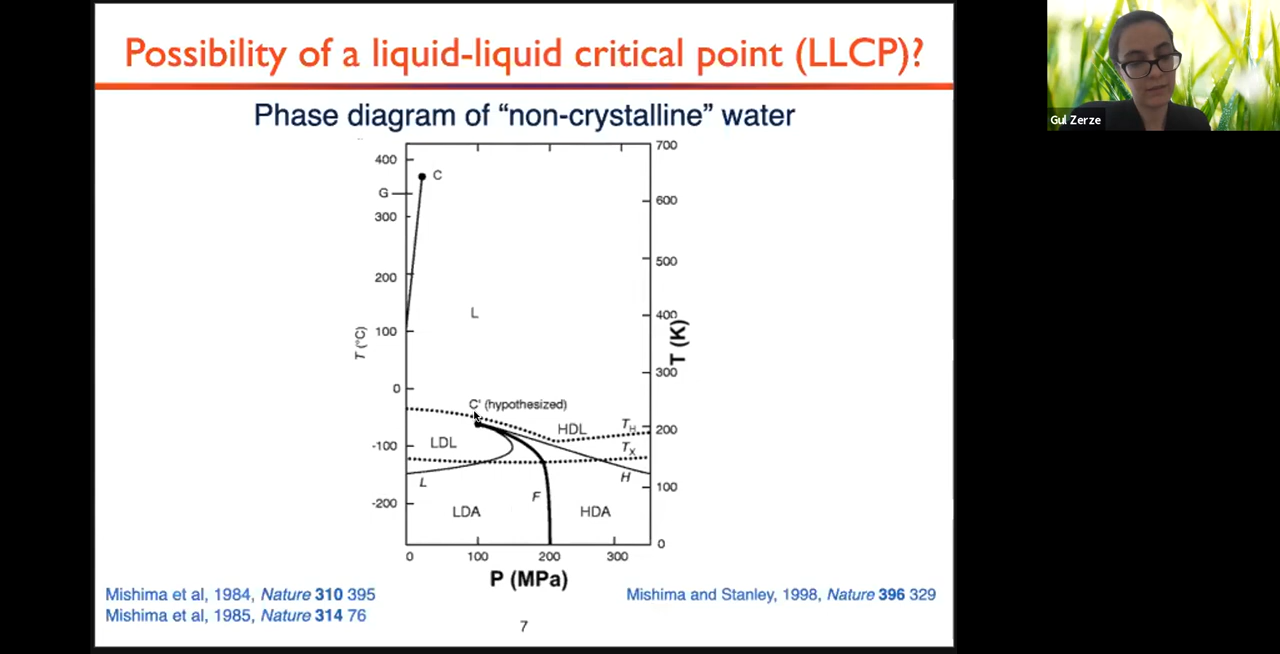 Possibility of a liquid-liquid critical point (LLCP)?
Phase diagram of “non-crystalline” water
400
G
300
200
100
0
-100
-200
T (°C)
C
L
C' (hypothesized)
LDL
HDL
TH
TX
L
H
F
LDA
HDA
700
600
500
400
300
200
100
0
T (K)
0 100 200 300
P (MPa)
Mishima et al, 1984, Nature 310 395
Mishima et al, 1985, Nature 314 76
Mishima and Stanley, 1998, Nature 396 329
7
Gul Zerze